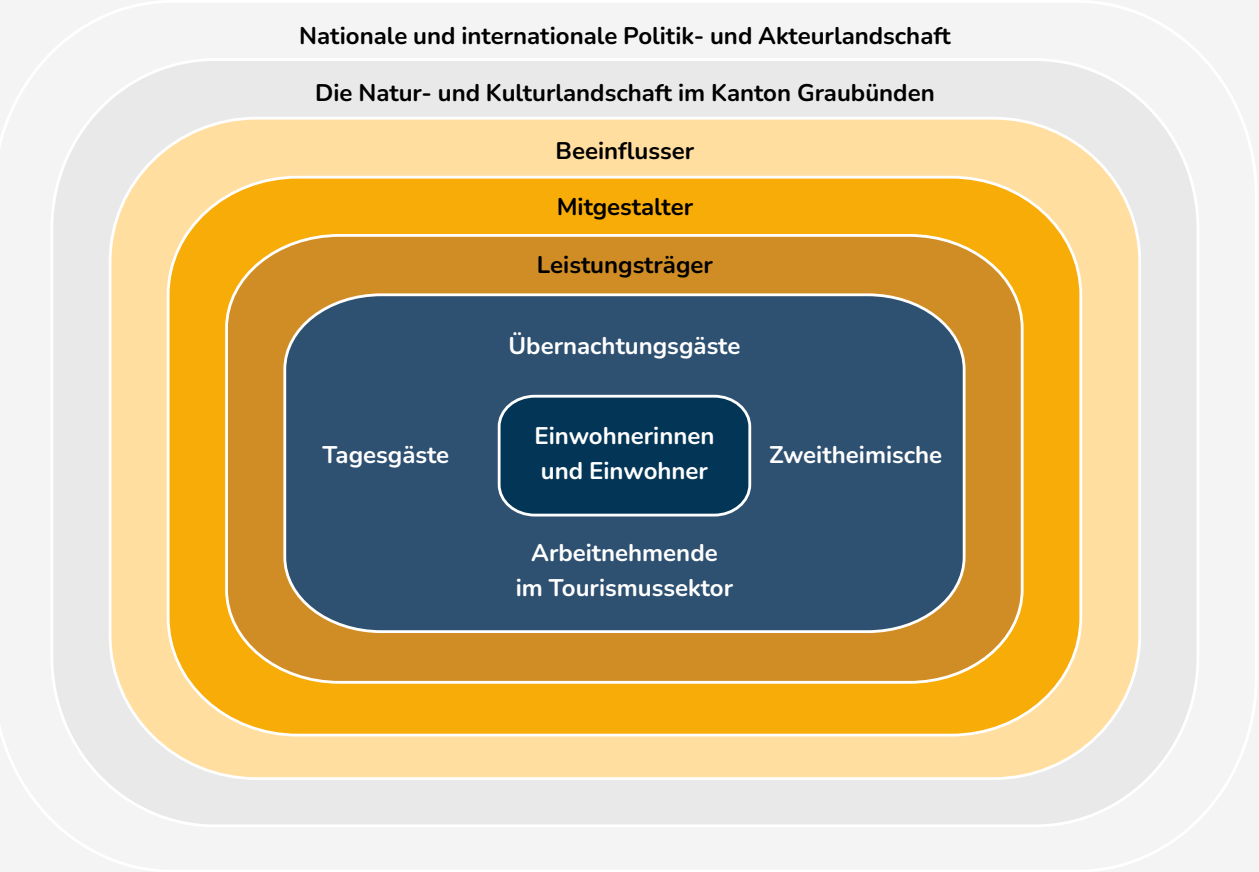 Nationale und internationale Politik- und Akteurlandschaft
Die Natur- und Kulturlandschaft im Kanton Graubünden
Beeinflusser
Mitgestalter
Leistungsträger
Übernachtungsgäste
Tagesgäste
Einwohnerinnen
und Einwohner
Zweitheimische
Arbeitnehmende
im Tourismussektor